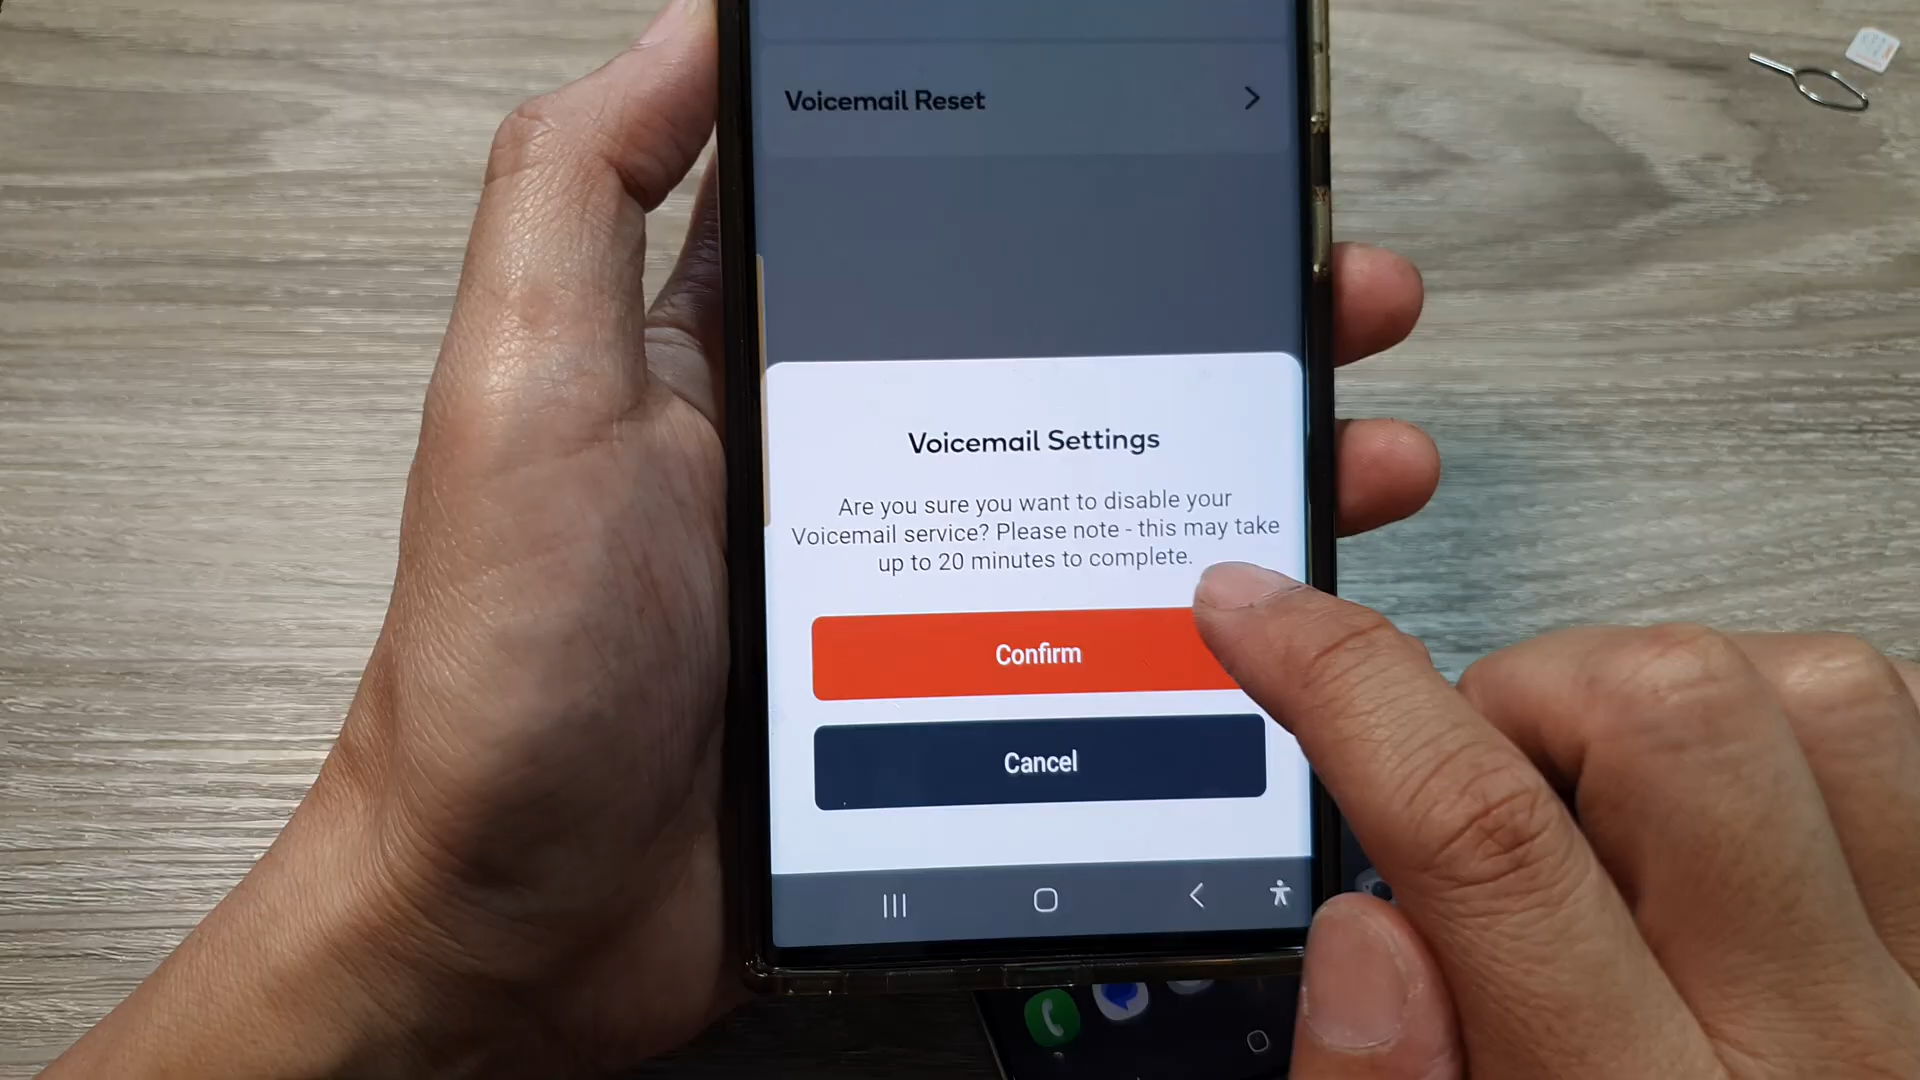 Voicemail Reset
Voicemail Settings
Are you sure you want to disable your
Voicemail service? Please note - this may take
up to 20 minutes to complete.
Confirm
Cancel